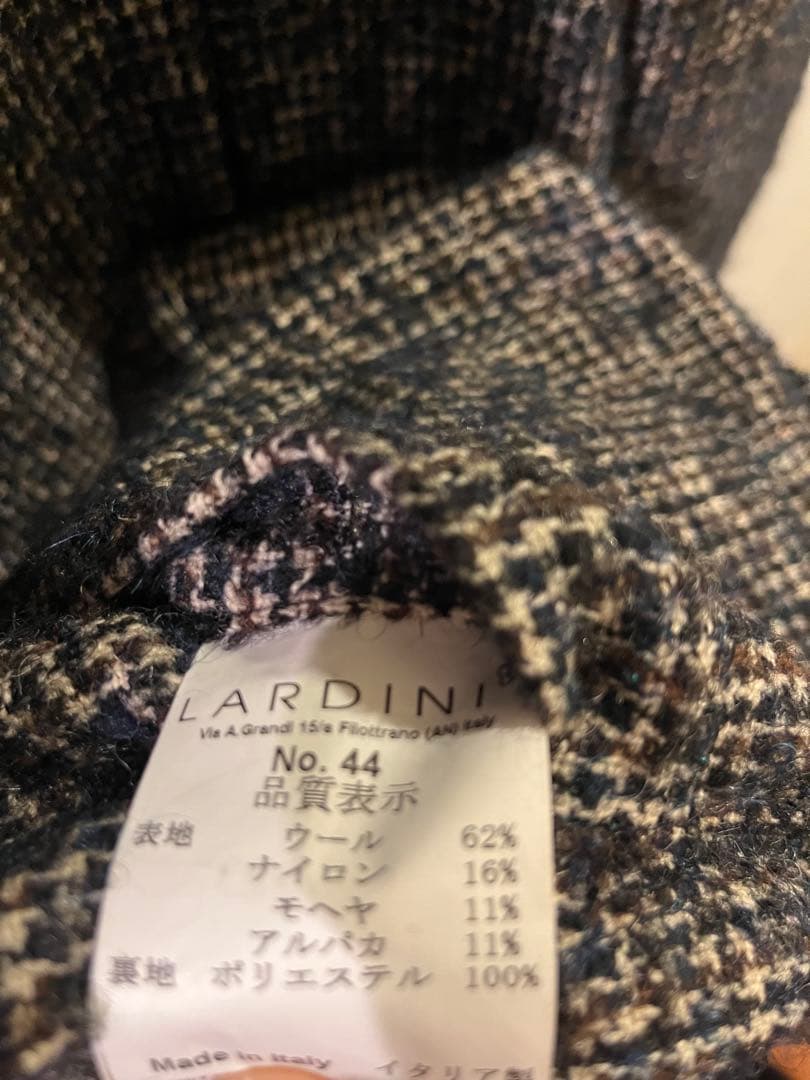 LARDINI®
Via A.Grandi 15/a Filottrano (AN) Italy
No. 44
品質表示
表地 ウール 62%
ナイロン 16%
モヘヤ 11%
アルパカ 11%
裏地 ポリエステル 100%
Made in Italy イタリア製